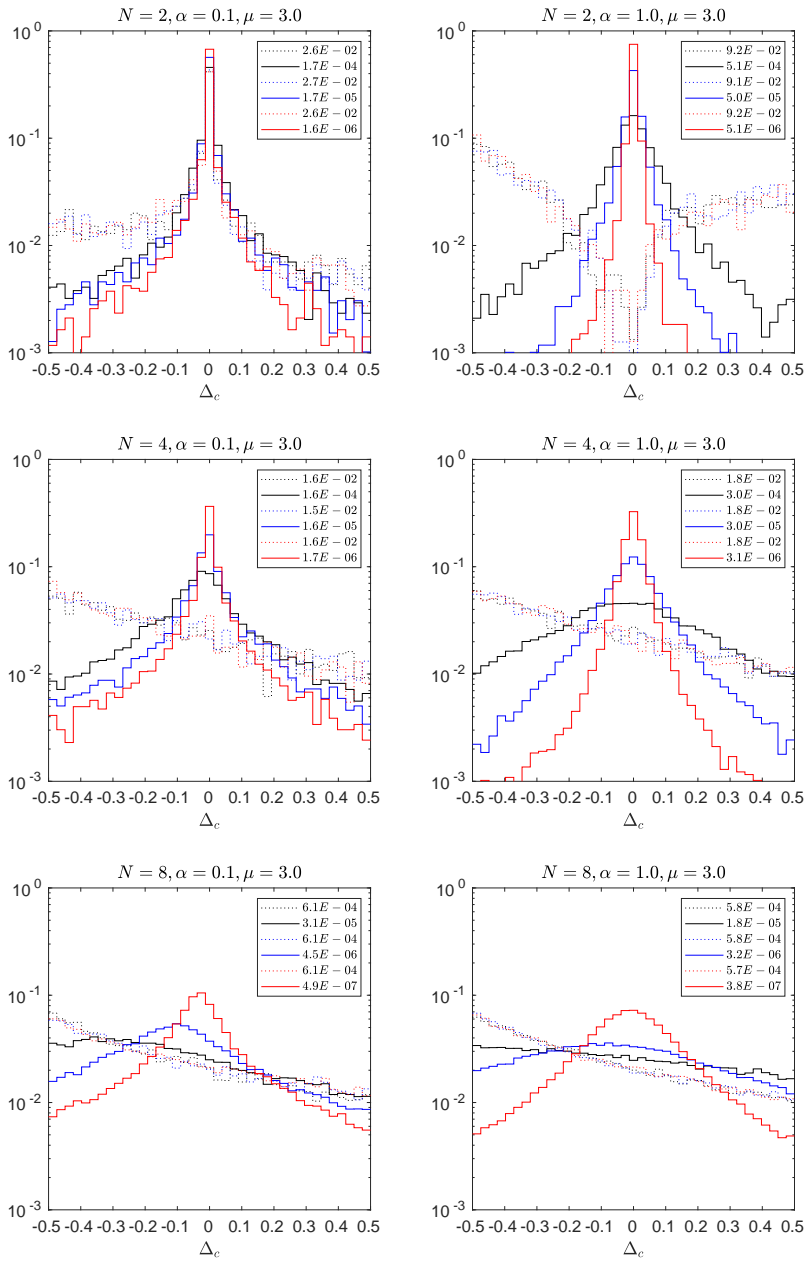 N = 2, α = 0.1, μ = 3.0
10^0
10^-1
10^-2
10^-3
2.6E − 02
1.7E − 04
2.7E − 02
1.7E − 05
2.6E − 02
1.6E − 06
-0.5 -0.4 -0.3 -0.2 -0.1 0 0.1 0.2 0.3 0.4 0.5
Δ_c
N = 2, α = 1.0, μ = 3.0
10^0
10^-1
10^-2
10^-3
9.2E − 02
5.1E − 04
9.1E − 02
5.0E − 05
9.2E − 02
5.1E − 06
-0.5 -0.4 -0.3 -0.2 -0.1 0 0.1 0.2 0.3 0.4 0.5
Δ_c
N = 4, α = 0.1, μ = 3.0
10^0
10^-1
10^-2
10^-3
1.6E − 02
1.6E − 04
1.5E − 02
1.6E − 05
1.6E − 02
1.7E − 06
-0.5 -0.4 -0.3 -0.2 -0.1 0 0.1 0.2 0.3 0.4 0.5
Δ_c
N = 4, α = 1.0, μ = 3.0
10^0
10^-1
10^-2
10^-3
1.8E − 02
3.0E − 04
1.8E − 02
3.0E − 05
1.8E − 02
3.1E − 06
-0.5 -0.4 -0.3 -0.2 -0.1 0 0.1 0.2 0.3 0.4 0.5
Δ_c
N = 8, α = 0.1, μ = 3.0
10^0
10^-1
10^-2
10^-3
6.1E − 04
3.1E − 05
6.1E − 04
4.5E − 06
6.1E − 04
4.9E − 07
-0.5 -0.4 -0.3 -0.2 -0.1 0 0.1 0.2 0.3 0.4 0.5
Δ_c
N = 8, α = 1.0, μ = 3.0
10^0
10^-1
10^-2
10^-3
5.8E − 04
1.8E − 05
5.8E − 04
3.2E − 06
5.7E − 04
3.8E − 07
-0.5 -0.4 -0.3 -0.2 -0.1 0 0.1 0.2 0.3 0.4 0.5
Δ_c